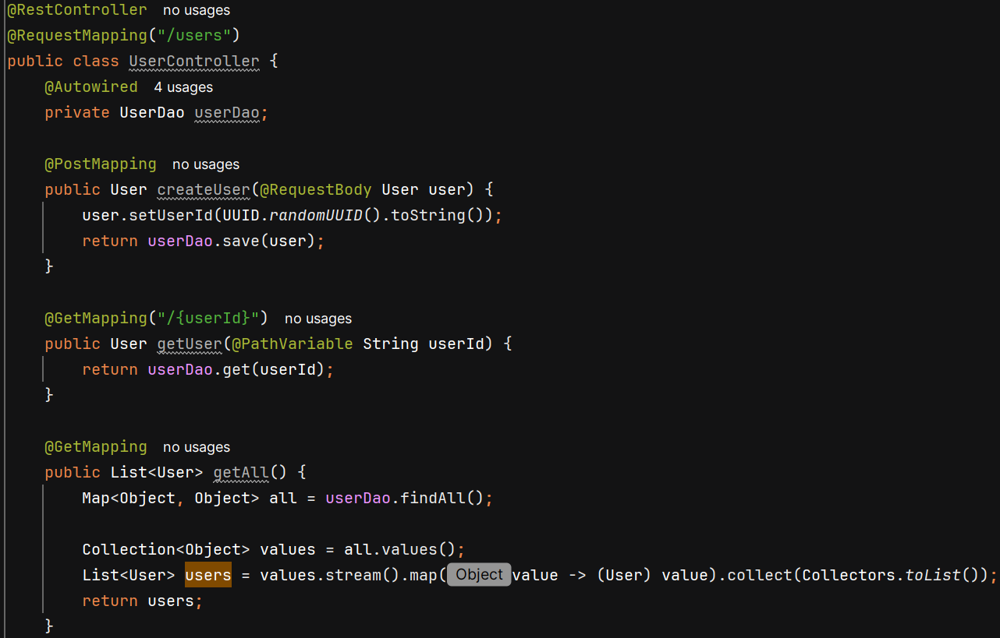 @RestController no usages
@RequestMapping("/users")
public class UserController {
@Autowired 4 usages
private UserDao userDao;
@PostMapping no usages
public User createUser(@RequestBody User user) {
user.setUserId(UUID.randomUUID().toString());
return userDao.save(user);
}
@GetMapping("/{userId}") no usages
public User getUser(@PathVariable String userId) {
return userDao.get(userId);
}
@GetMapping no usages
public List<User> getAll() {
Map<Object, Object> all = userDao.findAll();
Collection<Object> values = all.values();
List<User> users = values.stream().map( Object value -> (User) value).collect(Collectors.toList());
return users;
}